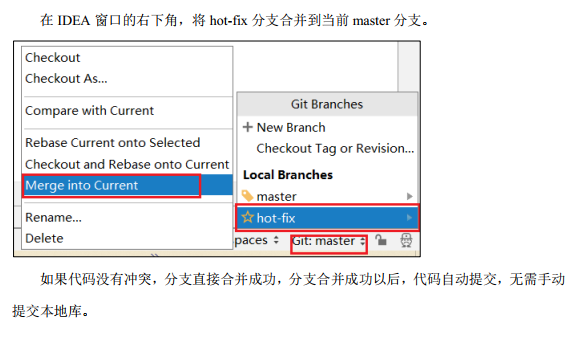 在 IDEA 窗口的右下角，将 hot-fix 分支合并到当前 master 分支。
Checkout
Checkout As...
Compare with Current
Rebase Current onto Selected
Checkout and Rebase onto Current
Merge into Current
Rename...
Delete
Git Branches
+ New Branch
Checkout Tag or Revision...
Local Branches
master
hot-fix
paces Git: master
如果代码没有冲突，分支直接合并成功，分支合并成功以后，代码自动提交，无需手动
提交本地库。